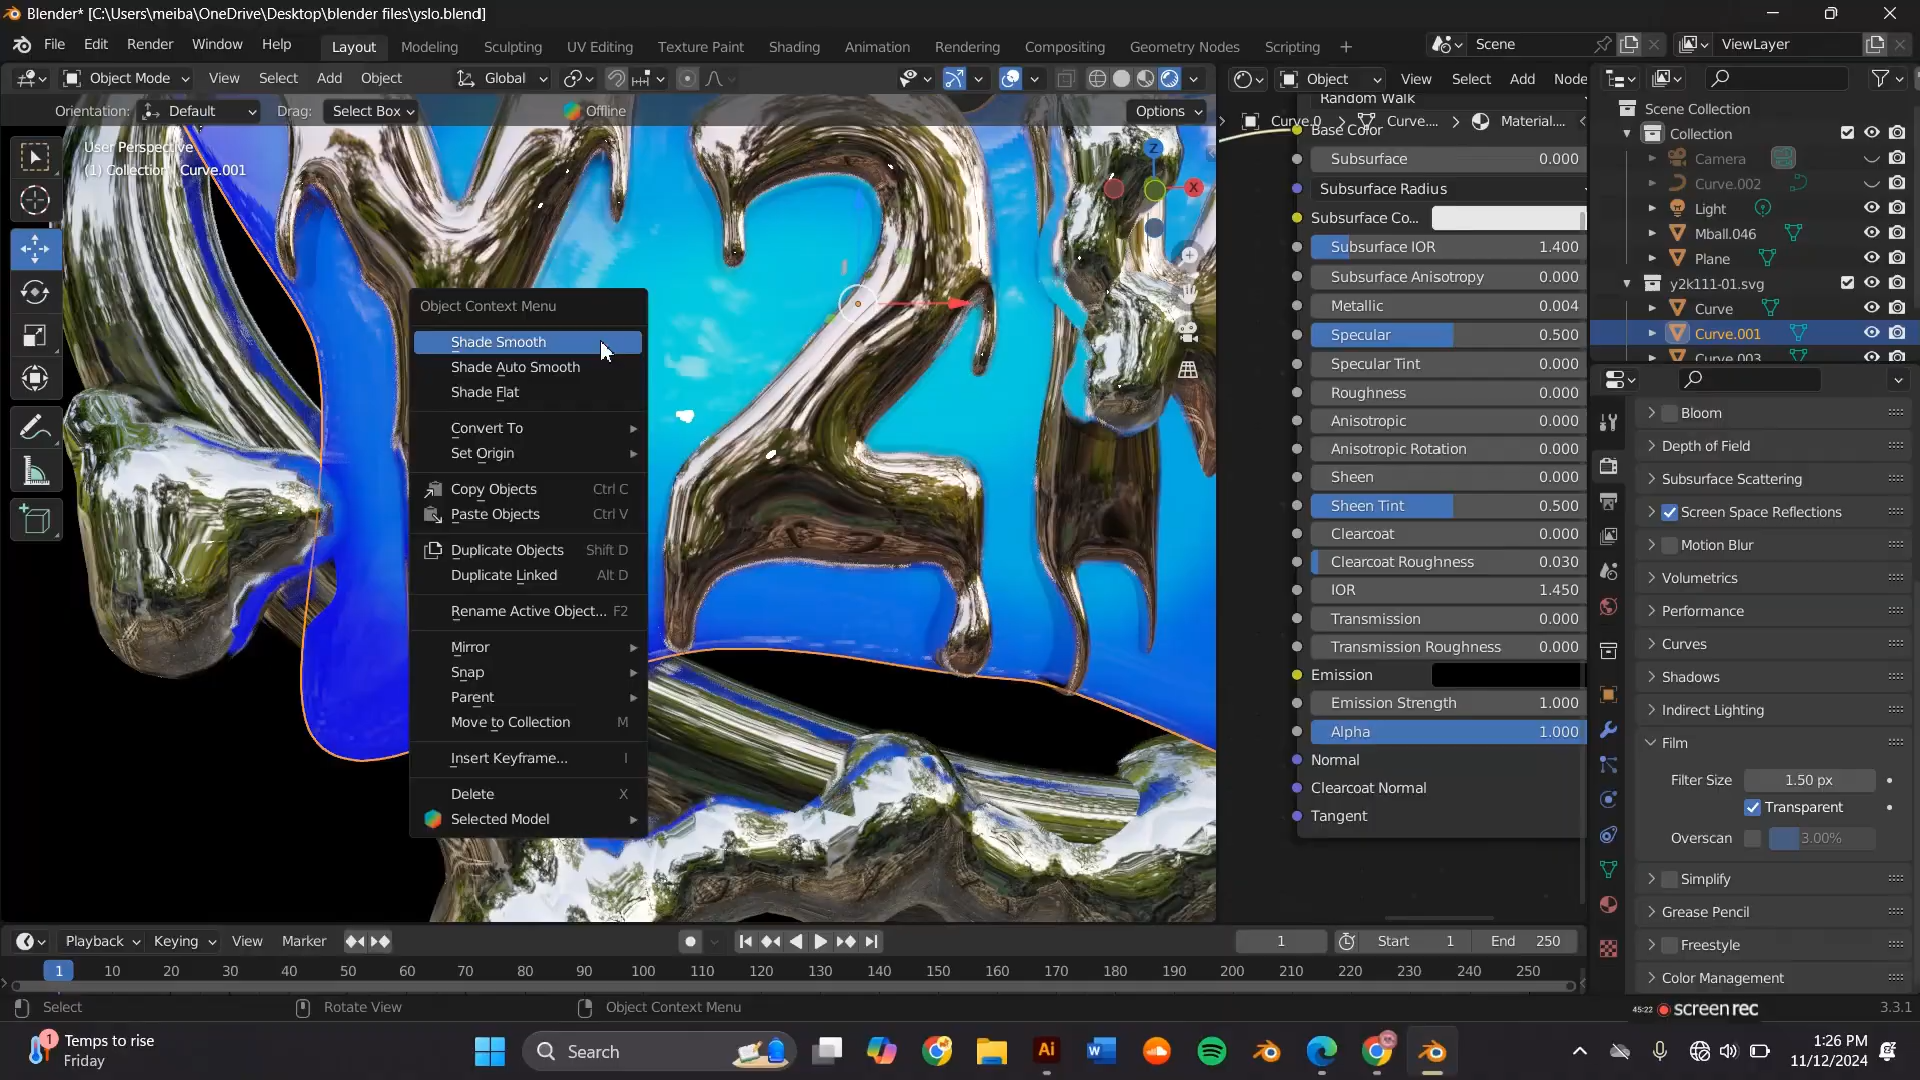 Blender* [C:\Users\meiba\OneDrive\Desktop\blender files\yslo.blend]
File Edit Render Window Help Layout Modeling Sculpting UV Editing Texture Paint Shading Animation Rendering Compositing Geometry Nodes Scripting + Scene ViewLayer
Object Mode View Select Add Object Global Object View Select Add Node
Orientation: Default Drag: Select Box Offline Options
User Perspective
(1) Collection Curve.001
Z
X
Object Context Menu
Shade Smooth
Shade Auto Smooth
Shade Flat
Convert To
Set Origin
Copy Objects Ctrl C
Paste Objects Ctrl V
Duplicate Objects Shift D
Duplicate Linked Alt D
Rename Active Object... F2
Mirror
Snap
Parent
Move to Collection M
Insert Keyframe... I
Delete X
Selected Model
Random Walk
Curve.0 > Curve.... > Material....
Base Color
Subsurface 0.000
Subsurface Radius
Subsurface Co...
Subsurface IOR 1.400
Subsurface Anisotropy 0.000
Metallic 0.004
Specular 0.500
Specular Tint 0.000
Roughness 0.000
Anisotropic 0.000
Anisotropic Rotation 0.000
Sheen 0.000
Sheen Tint 0.500
Clearcoat 0.000
Clearcoat Roughness 0.030
IOR 1.450
Transmission 0.000
Transmission Roughness 0.000
Emission
Emission Strength 1.000
Alpha 1.000
Normal
Clearcoat Normal
Tangent
Scene Collection
Collection
Camera
Curve.002
Light
Mball.046
Plane
y2k111-01.svg
Curve
Curve.001
Curve.003
Bloom
Depth of Field
Subsurface Scattering
Screen Space Reflections
Motion Blur
Volumetrics
Performance
Curves
Shadows
Indirect Lighting
Film
Filter Size 1.50 px
Transparent
Overscan 3.00%
Simplify
Grease Pencil
Freestyle
Color Management
Playback Keying View Marker 1 Start 1 End 250
1 10 20 30 40 50 60 70 80 90 100 110 120 130 140 150 160 170 180 190 200 210 220 230 240 250
Select Rotate View Object Context Menu 45:22 screenrec 3.3.1
1 Temps to rise
Friday
Search
1:26 PM
11/12/2024